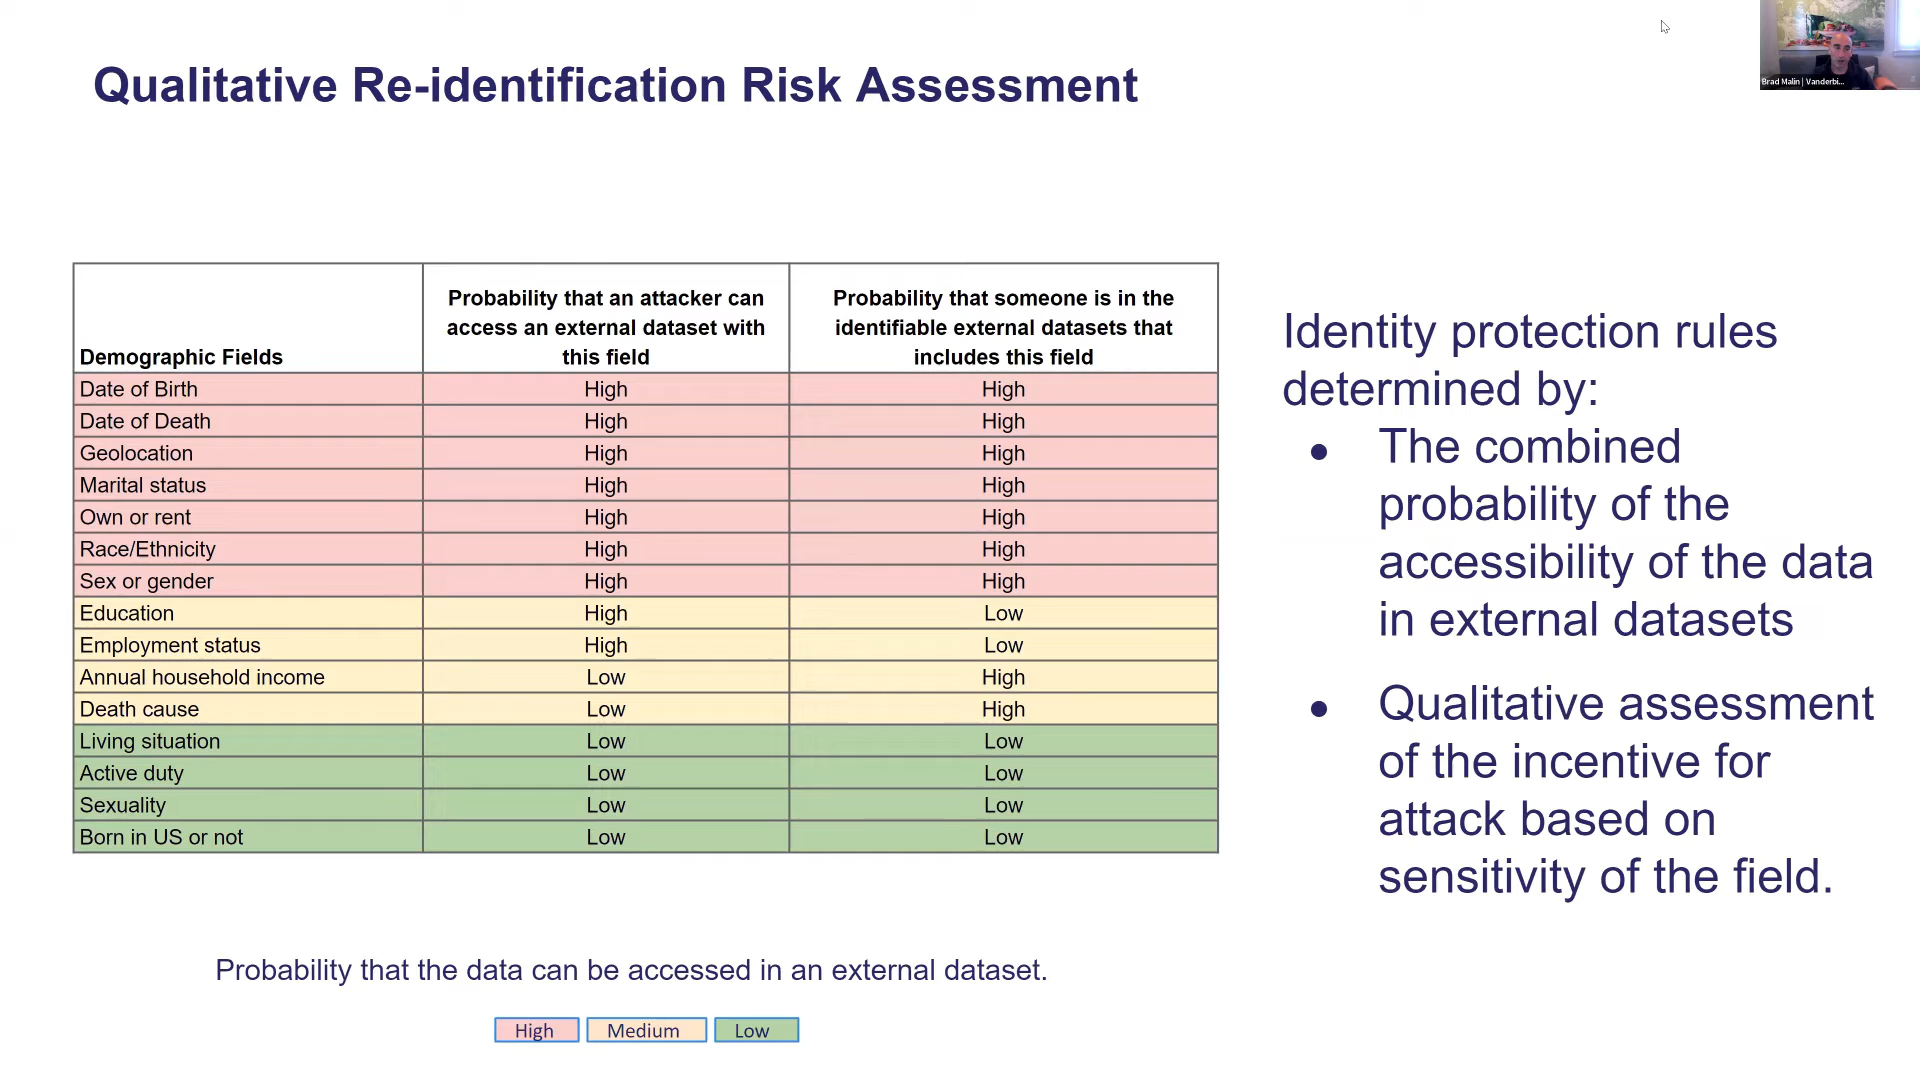 Qualitative Re-identification Risk Assessment
Brad Malin | Vanderbi...
Demographic Fields
Probability that an attacker can
access an external dataset with
this field
Probability that someone is in the
identifiable external datasets that
includes this field
Date of Birth High High
Date of Death High High
Geolocation High High
Marital status High High
Own or rent High High
Race/Ethnicity High High
Sex or gender High High
Education High Low
Employment status High Low
Annual household income Low High
Death cause Low High
Living situation Low Low
Active duty Low Low
Sexuality Low Low
Born in US or not Low Low
Identity protection rules
determined by:
● The combined
probability of the
accessibility of the data
in external datasets
● Qualitative assessment
of the incentive for
attack based on
sensitivity of the field.
Probability that the data can be accessed in an external dataset.
High Medium Low